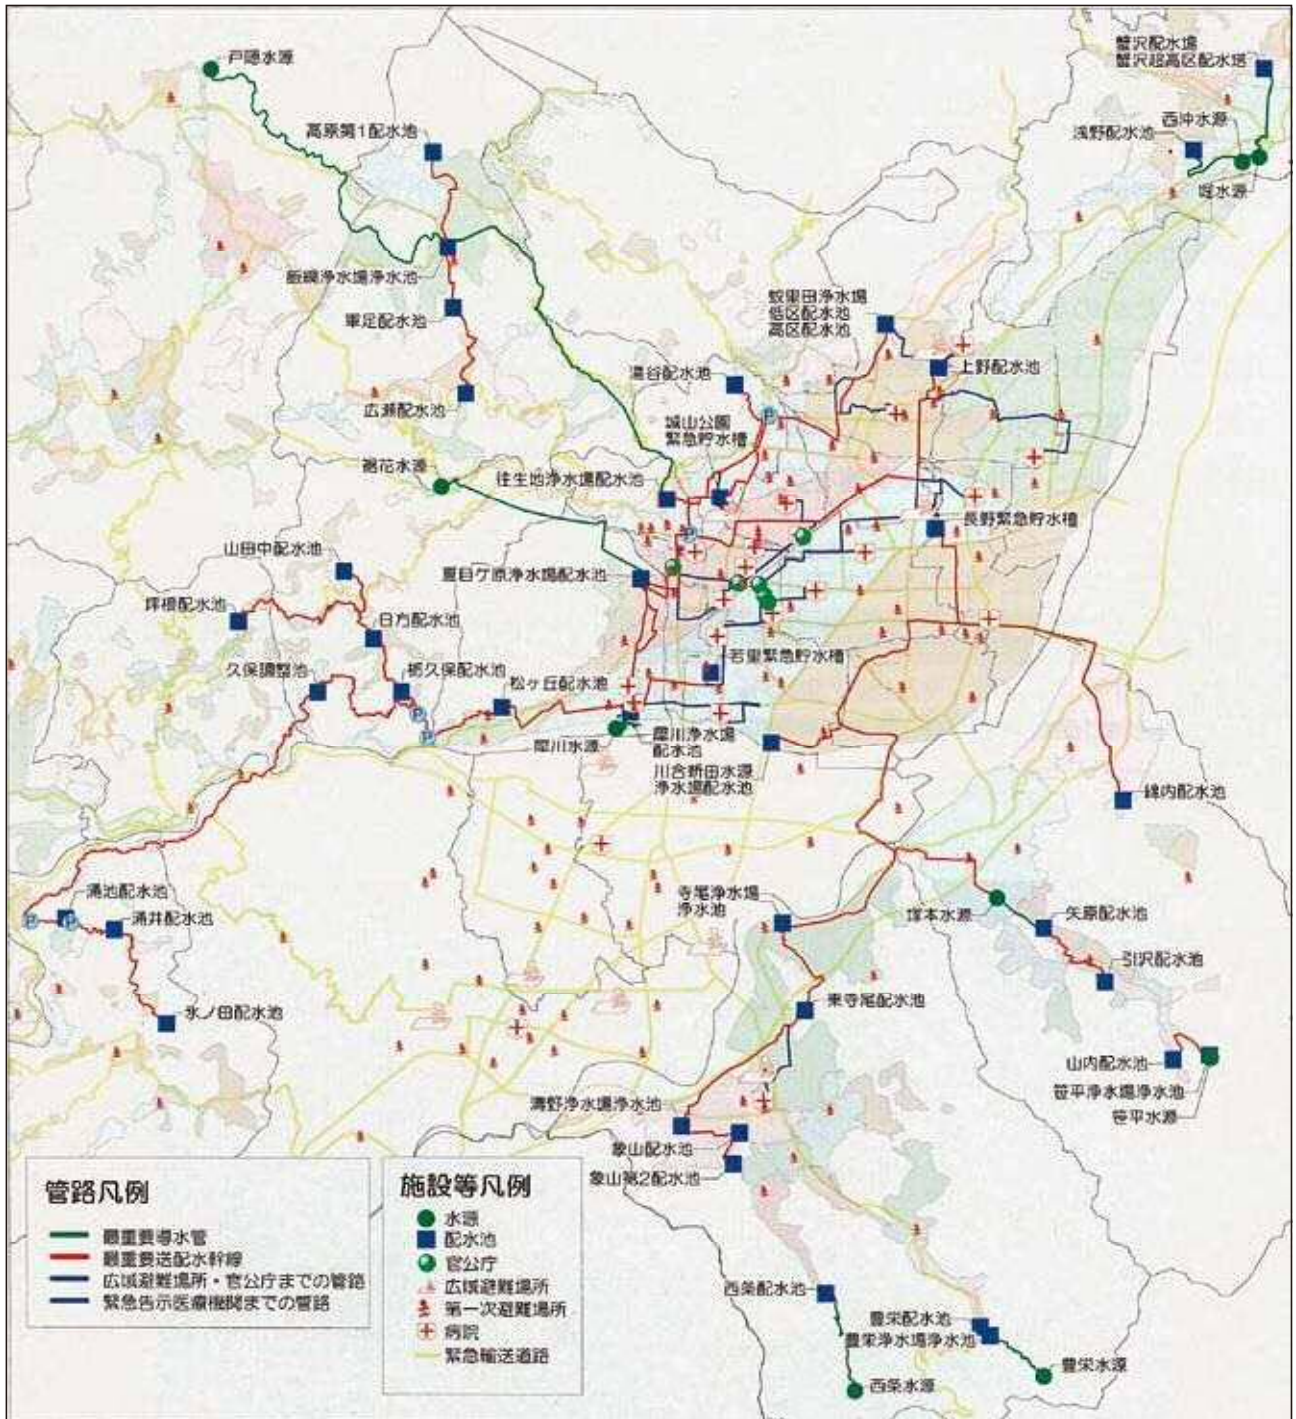 戸隠水源
蟹沢配水場
蟹沢超高区配水塔
高原第1配水池
西沖水源
浅野配水池
堰水源
飯綱浄水場浄水池
軍足配水池
蚊里田浄水場
低区配水池
高区配水池
湯谷配水池
上野配水池
広瀬配水池
城山公園
緊急貯水槽
裾花水源
往生地浄水場配水池
長野緊急貯水槽
山田中配水池
夏目ケ原浄水場配水池
坪根配水池
日方配水池
久保調整池
栃久保配水池
松ヶ丘配水池
若里緊急貯水槽
犀川水源
犀川浄水場
配水池
川合新田水源
浄水場配水池
綿内配水池
涌池配水池
涌井配水池
寺尾浄水場
浄水池
塚本水源
矢原配水池
引沢配水池
氷ノ田配水池
東寺尾配水池
山内配水池
笹平浄水場浄水池
笹平水源
清野浄水場浄水池
象山配水池
象山第2配水池
管路凡例
最重要導水管
最重要送配水幹線
広域避難場所・官公庁までの管路
緊急告示医療機関までの管路
施設等凡例
水源
配水池
官公庁
広域避難場所
第一次避難場所
病院
緊急輸送道路
西条配水池
豊栄配水池
豊栄浄水場浄水池
豊栄水源
西条水源